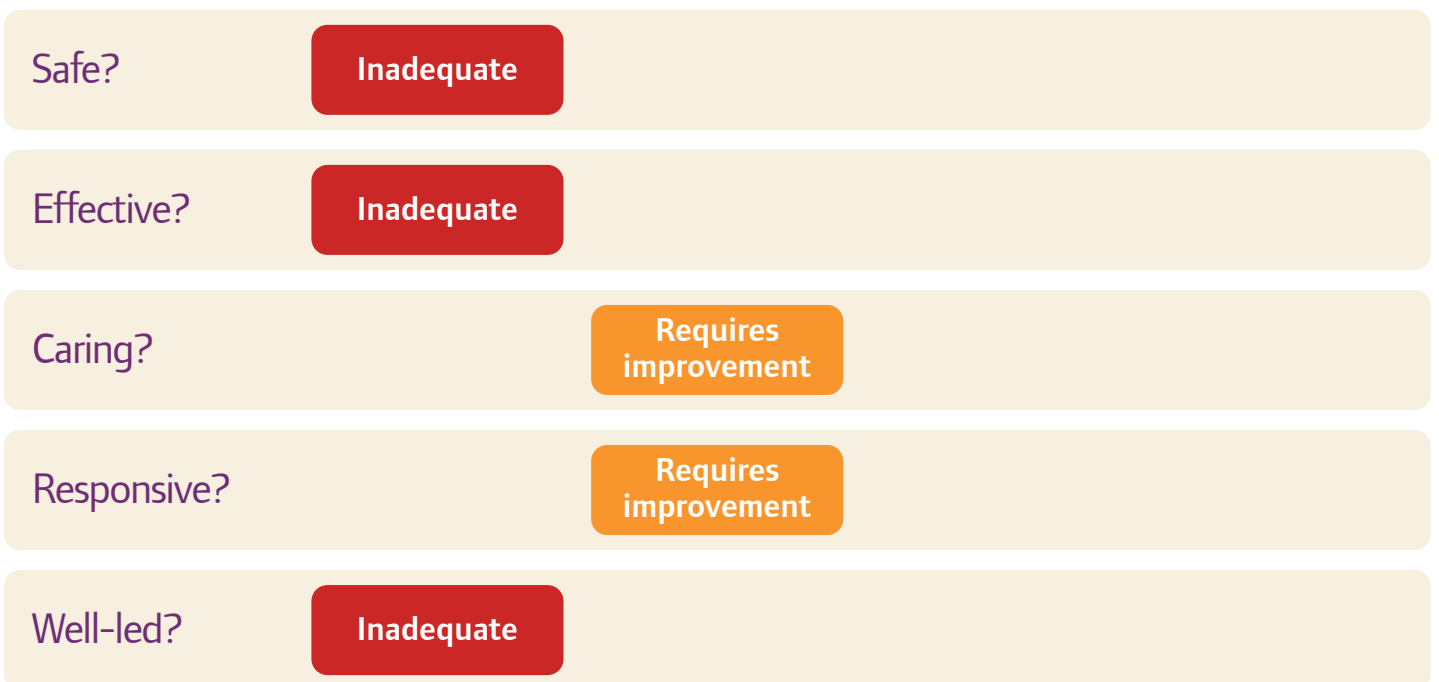 Safe?
Inadequate
Effective?
Inadequate
Caring?
Requires
improvement
Responsive?
Requires
improvement
Well-led?
Inadequate